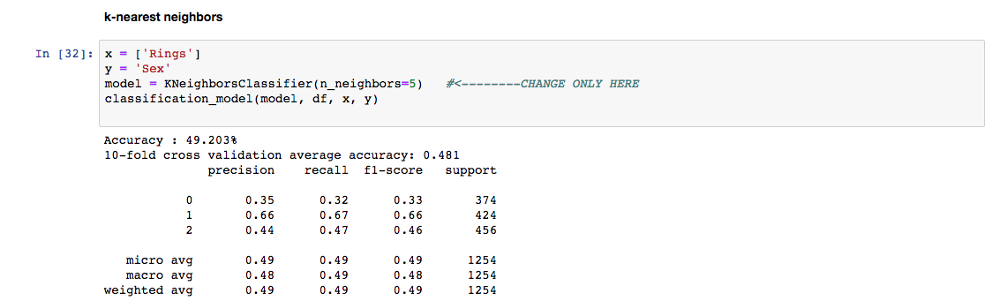 k-nearest neighbors
In [32]: x = ['Rings']
y = 'Sex'
model = KNeighborsClassifier(n_neighbors=5)   #<--------CHANGE ONLY HERE
classification_model(model, df, x, y)
Accuracy : 49.203%
10-fold cross validation average accuracy: 0.481
              precision    recall  f1-score   support
           0       0.35      0.32      0.33       374
           1       0.66      0.67      0.66       424
           2       0.44      0.47      0.46       456
   micro avg       0.49      0.49      0.49      1254
   macro avg       0.48      0.49      0.48      1254
weighted avg       0.49      0.49      0.49      1254